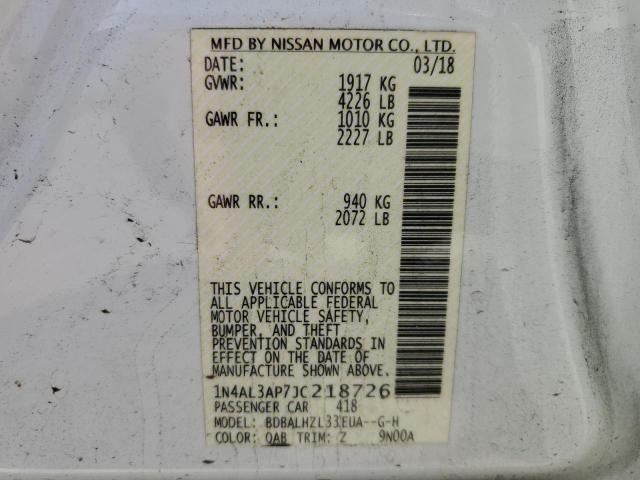 MFD BY NISSAN MOTOR CO., LTD.
DATE: 03/18
GVWR: 1917 KG
4226 LB
GAWR FR.: 1010 KG
2227 LB
GAWR RR.: 940 KG
2072 LB
THIS VEHICLE CONFORMS TO
ALL APPLICABLE FEDERAL
MOTOR VEHICLE SAFETY,
BUMPER, AND THEFT
PREVENTION STANDARDS IN
EFFECT ON THE DATE OF
MANUFACTURE SHOWN ABOVE.
1N4AL3AP7JC218726
PASSENGER CAR 418
MODEL: BDBALHZL33EUA--G-H
COLOR: QAB TRIM: Z 9N00A